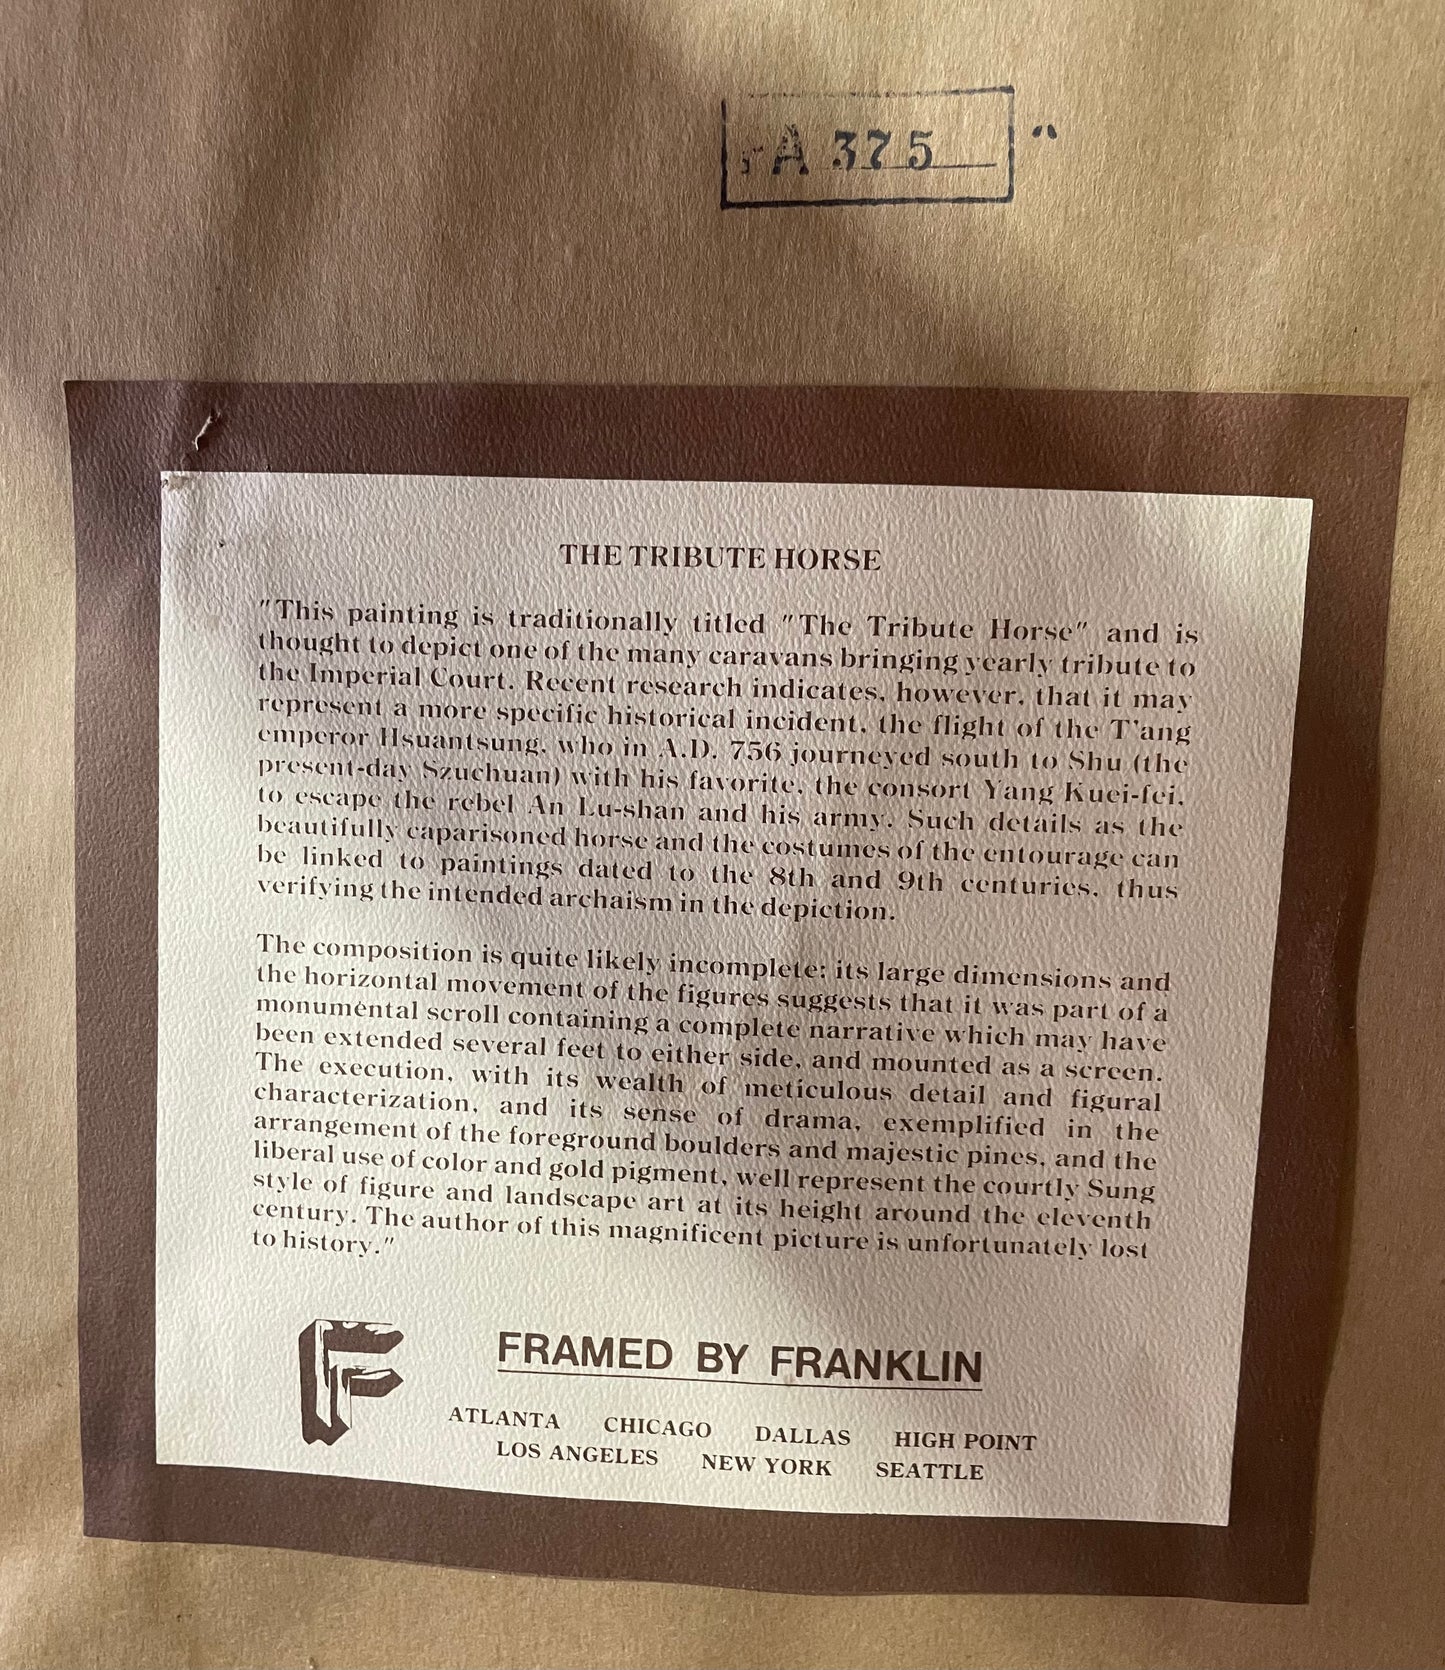 A 375
THE TRIBUTE HORSE
"This painting is traditionally titled "The Tribute Horse" and is
thought to depict one of the many caravans bringing yearly tribute to
the Imperial Court. Recent research indicates, however, that it may
represent a more specific historical incident, the flight of the T'ang
emperor Hsuantsung, who in A.D. 756 journeyed south to Shu (the
present-day Szuchuan) with his favorite, the consort Yang Kuei-fei,
to escape the rebel An Lu-shan and his army. Such details as the
beautifully caparisoned horse and the costumes of the entourage can
be linked to paintings dated to the 8th and 9th centuries, thus
verifying the intended archaism in the depiction.
The composition is quite likely incomplete; its large dimensions and
the horizontal movement of the figures suggests that it was part of a
monumental scroll containing a complete narrative which may have
been extended several feet to either side, and mounted as a screen.
The execution, with its wealth of meticulous detail and figural
characterization, and its sense of drama, exemplified in the
arrangement of the foreground boulders and majestic pines, and the
liberal use of color and gold pigment, well represent the courtly Sung
style of figure and landscape art at its height around the eleventh
century. The author of this magnificent picture is unfortunately lost
to history."
FRAMED BY FRANKLIN
ATLANTA CHICAGO DALLAS HIGH POINT
LOS ANGELES NEW YORK SEATTLE